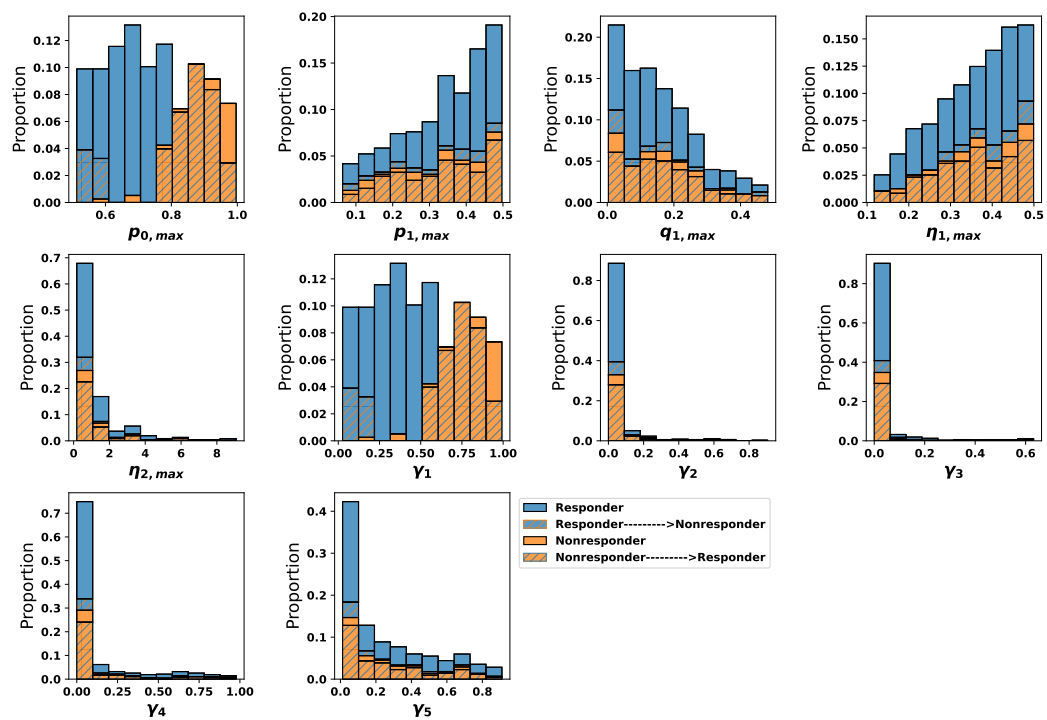 0.12
0.10
0.08
0.06
0.04
0.02
0.00
Proportion
0.6 0.8 1.0
p0, max
0.20
0.15
0.10
0.05
0.00
Proportion
0.1 0.2 0.3 0.4 0.5
p1, max
0.20
0.15
0.10
0.05
0.00
Proportion
0.0 0.2 0.4
q1, max
0.150
0.125
0.100
0.075
0.050
0.025
0.000
Proportion
0.1 0.2 0.3 0.4 0.5
η1, max
0.7
0.6
0.5
0.4
0.3
0.2
0.1
0.0
Proportion
0 2 4 6 8
η2, max
0.12
0.10
0.08
0.06
0.04
0.02
0.00
Proportion
0.00 0.25 0.50 0.75 1.00
γ1
0.8
0.6
0.4
0.2
0.0
Proportion
0.0 0.2 0.4 0.6 0.8
γ2
0.8
0.6
0.4
0.2
0.0
Proportion
0.0 0.2 0.4 0.6
γ3
0.7
0.6
0.5
0.4
0.3
0.2
0.1
0.0
Proportion
0.00 0.25 0.50 0.75 1.00
γ4
0.4
0.3
0.2
0.1
0.0
Proportion
0.0 0.2 0.4 0.6 0.8
γ5
Responder
Responder--------->Nonresponder
Nonresponder
Nonresponder--------->Responder